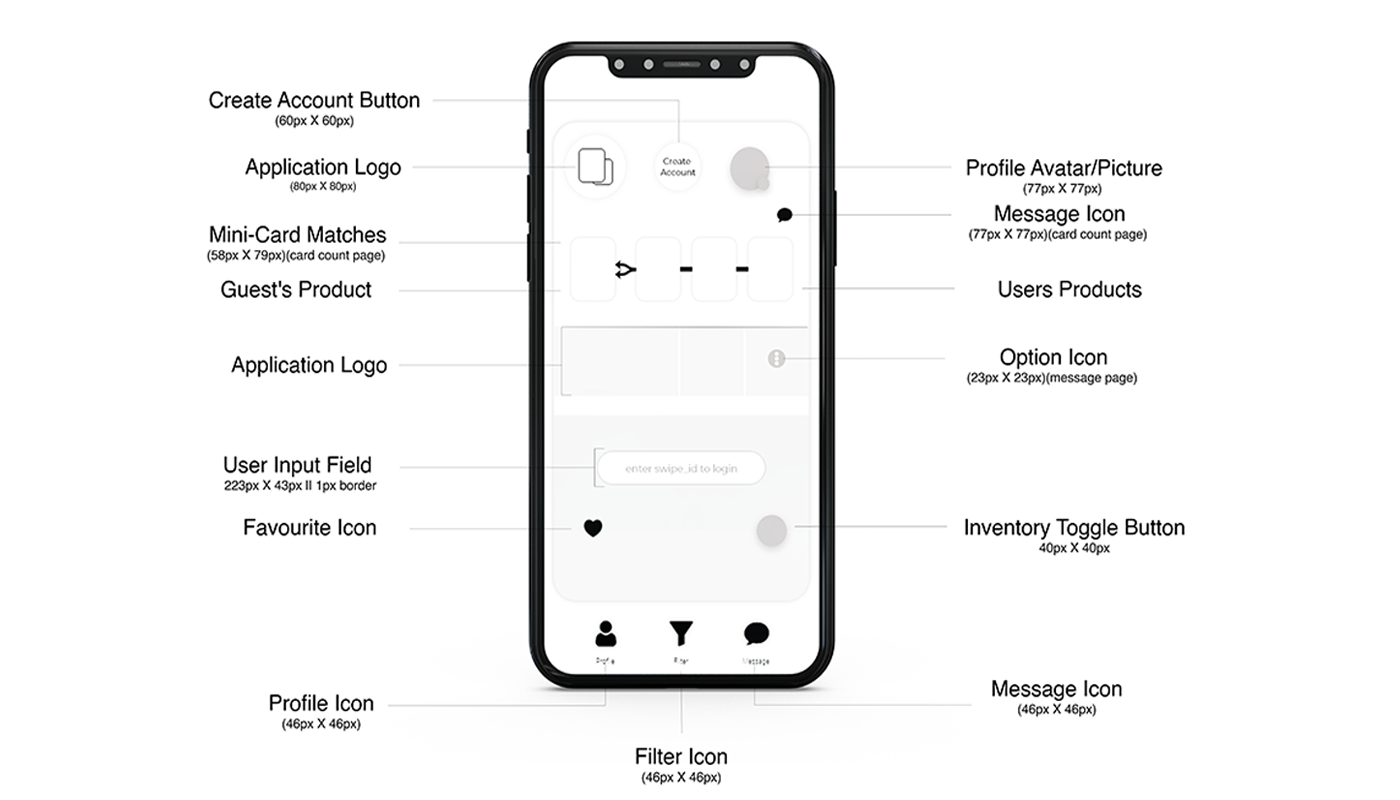 Create Account Button
(60px X 60px)
Application Logo
(80px X 80px)
Mini-Card Matches
(58px X 79px)(card count page)
Guest's Product
Application Logo
User Input Field
223px X 43px II 1px border
Favourite Icon
Profile Icon
(46px X 46px)
Create
Account
enter swipe_id to login
Profile
Filter
Message
Filter Icon
(46px X 46px)
Profile Avatar/Picture
(77px X 77px)
Message Icon
(77px X 77px)(card count page)
Users Products
Option Icon
(23px X 23px)(message page)
Inventory Toggle Button
40px X 40px
Message Icon
(46px X 46px)